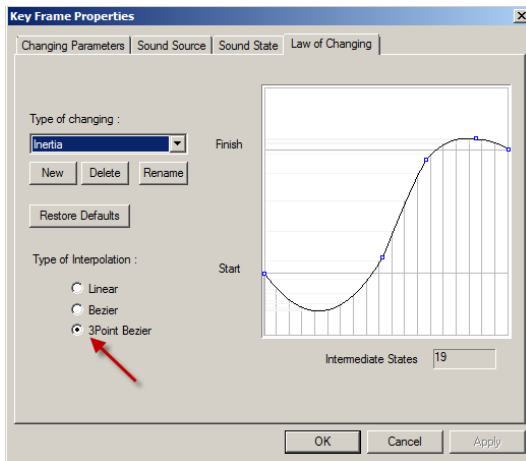 Key Frame Properties
Changing Parameters Sound Source Sound State Law of Changing
Type of changing :
Inertia
New Delete Rename
Restore Defaults
Type of Interpolation :
Linear
Bezier
3Point Bezier
Finish
Start
Intermediate States 19
OK Cancel Apply